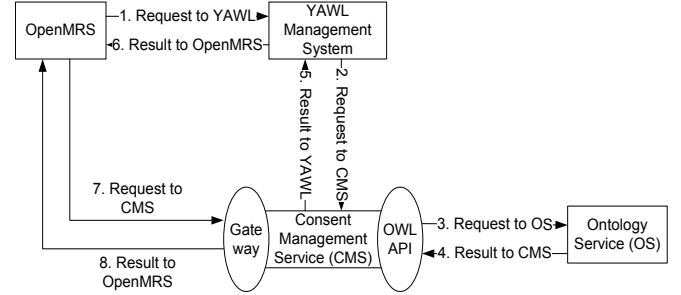 OpenMRS
1. Request to YAWL
6. Result to OpenMRS
YAWL
Management
System
5. Result to YAWL
2. Request to CMS
7. Request to
CMS
Gate
way
Consent
Management
Service (CMS)
OWL
API
3. Request to OS
4. Result to CMS
Ontology
Service (OS)
8. Result to
OpenMRS